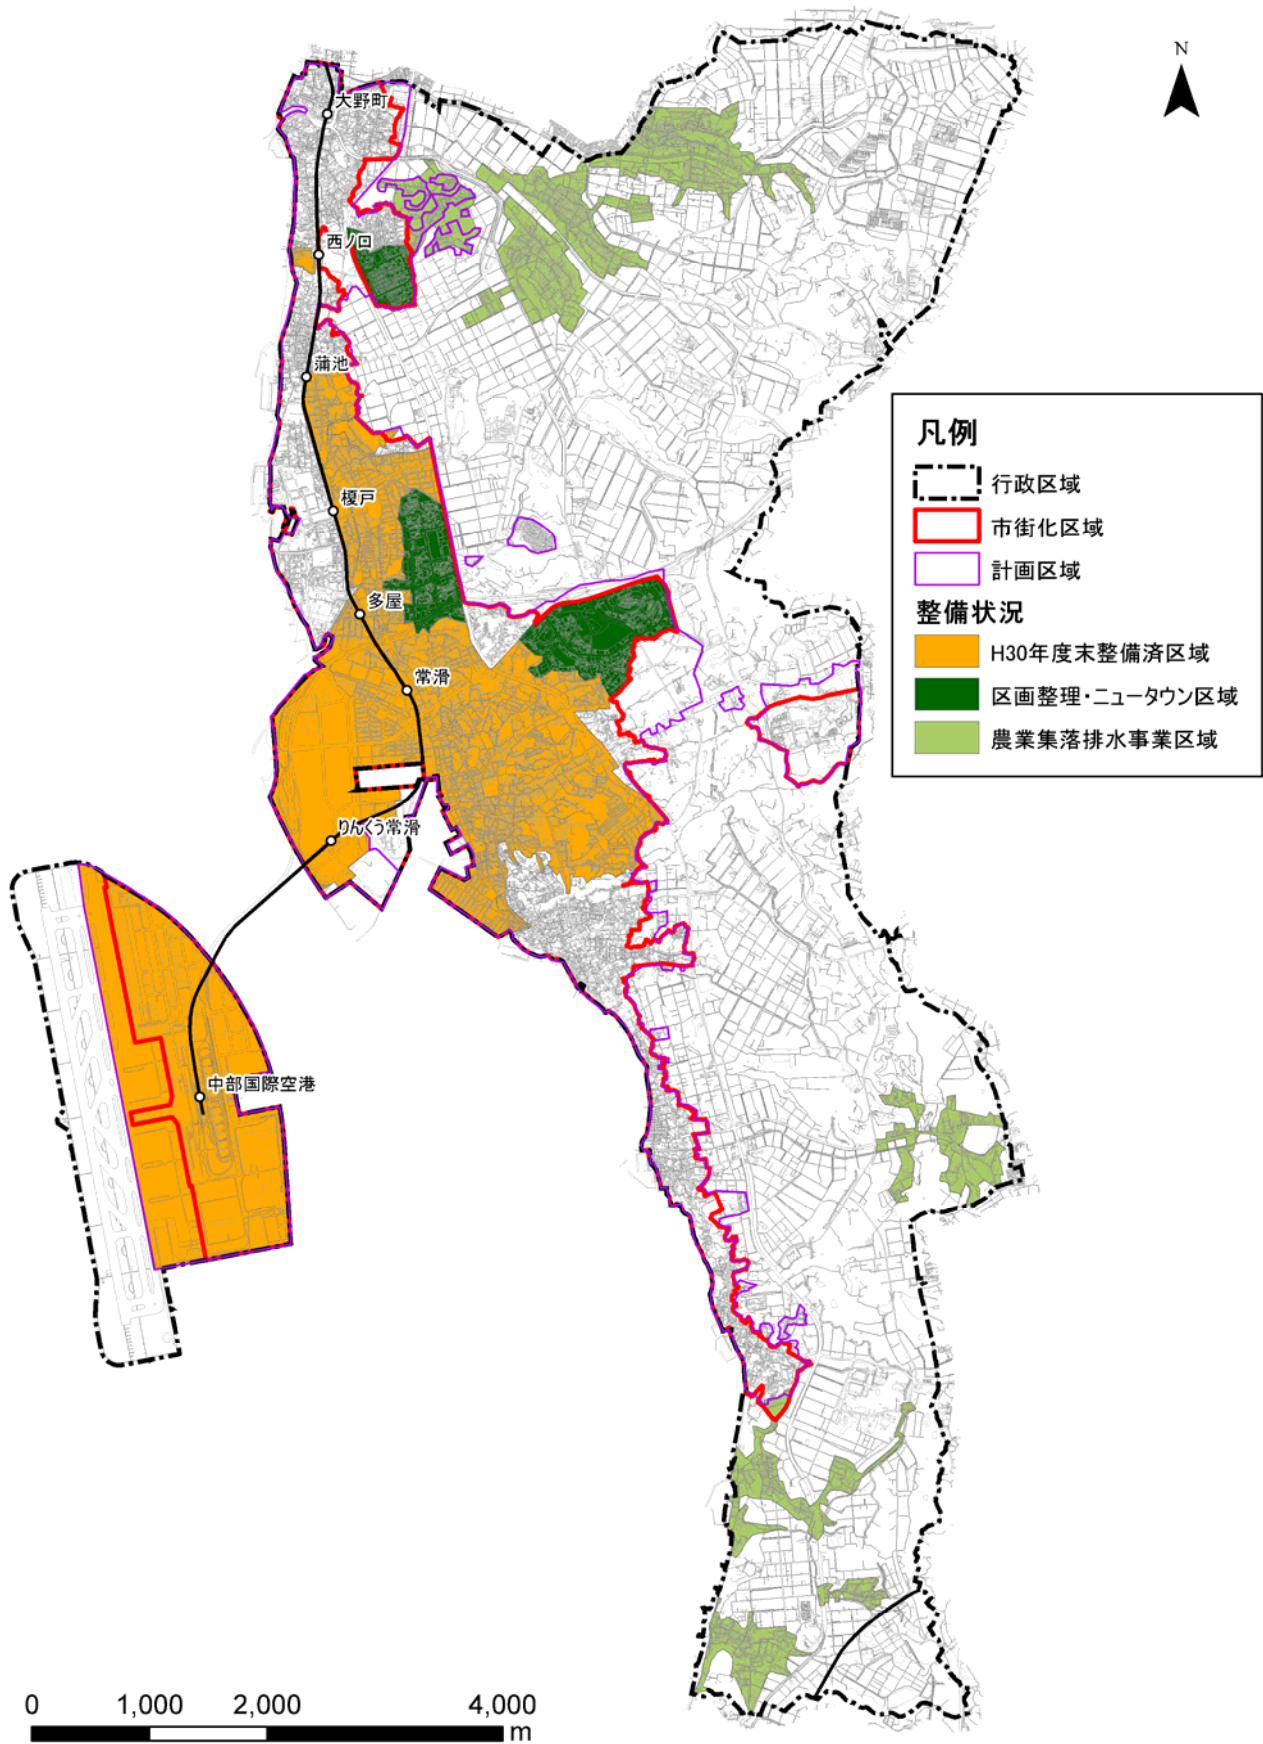 N
大野町
西ノ口
蒲池
榎戸
多屋
常滑
りんくう常滑
中部国際空港
凡例
行政区域
市街化区域
計画区域
整備状況
H30年度末整備済区域
区画整理・ニュータウン区域
農業集落排水事業区域
0 1,000 2,000 4,000
m